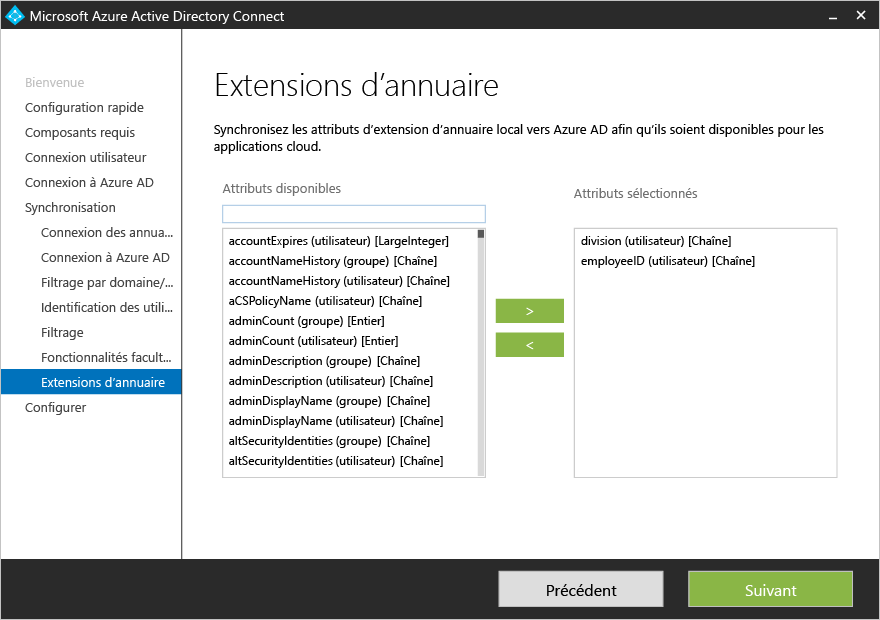 Microsoft Azure Active Directory Connect
Bienvenue
Configuration rapide
Composants requis
Connexion utilisateur
Connexion à Azure AD
Synchronisation
Connexion des annua...
Connexion à Azure AD
Filtrage par domaine/...
Identification des utili...
Filtrage
Fonctionnalités facult...
Extensions d’annuaire
Configurer
Extensions d’annuaire
Synchronisez les attributs d’extension d’annuaire local vers Azure AD afin qu’ils soient disponibles pour les
applications cloud.
Attributs disponibles
accountExpires (utilisateur) [LargeInteger]
accountNameHistory (groupe) [Chaîne]
accountNameHistory (utilisateur) [Chaîne]
aCSPolicyName (utilisateur) [Chaîne]
adminCount (groupe) [Entier]
adminCount (utilisateur) [Entier]
adminDescription (groupe) [Chaîne]
adminDescription (utilisateur) [Chaîne]
adminDisplayName (groupe) [Chaîne]
adminDisplayName (utilisateur) [Chaîne]
altSecurityIdentities (groupe) [Chaîne]
altSecurityIdentities (utilisateur) [Chaîne]
>
<
Attributs sélectionnés
division (utilisateur) [Chaîne]
employeeID (utilisateur) [Chaîne]
Précédent
Suivant